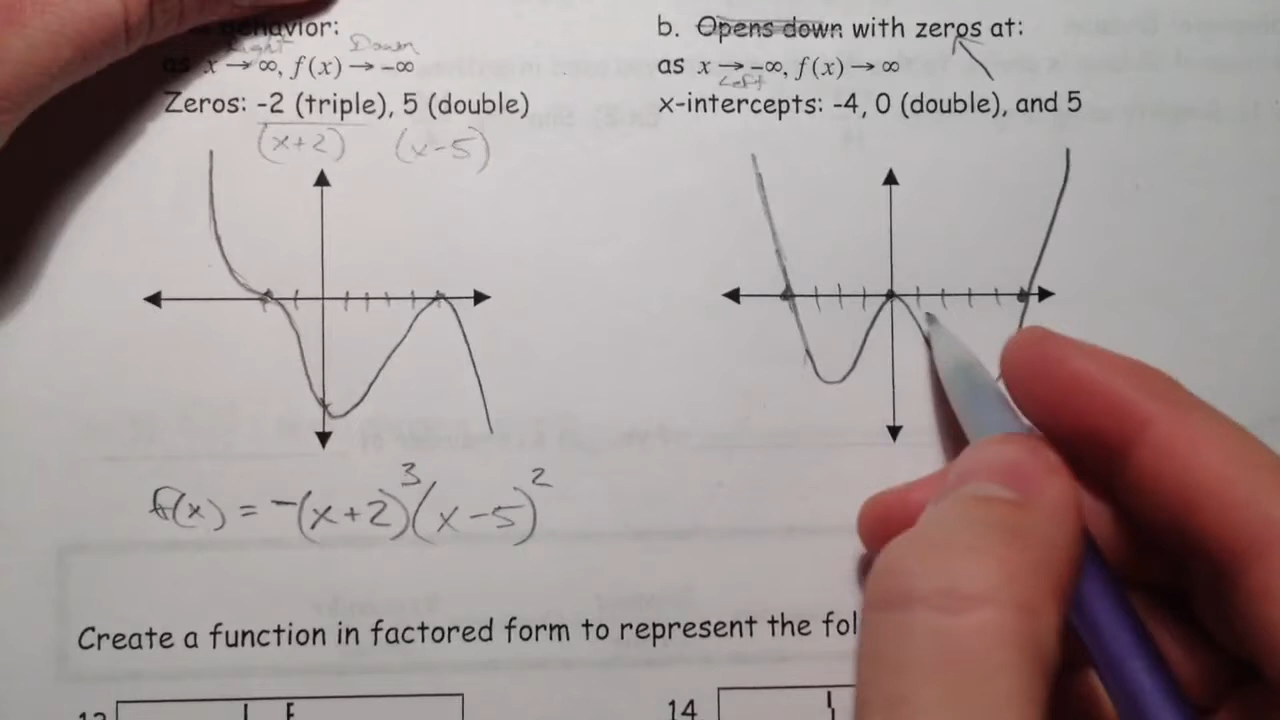 behavior:
Right Down
as x → ∞, f(x) → -∞
Zeros: -2 (triple), 5 (double)
(x+2) (x-5)
f(x) = -(x+2)³(x-5)²
b. Opens down with zeros at:
as x → -∞, f(x) → ∞
Left
x-intercepts: -4, 0 (double), and 5
Create a function in factored form to represent the fol
13
14